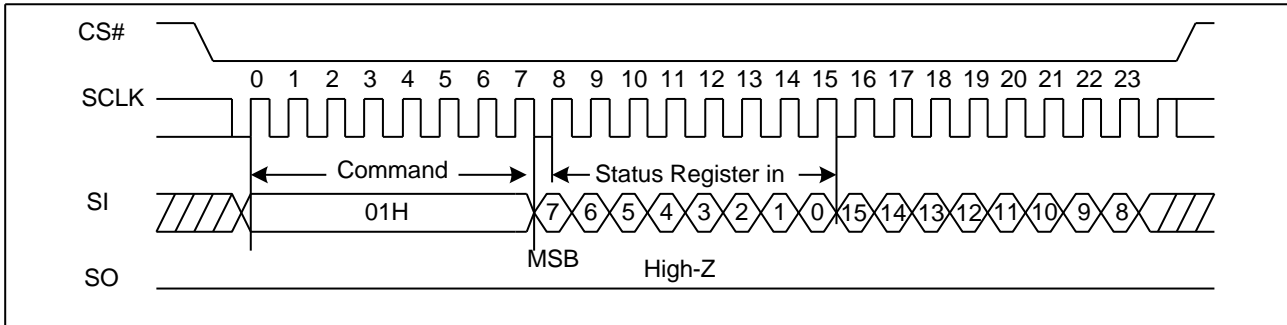 CS#
0 1 2 3 4 5 6 7 8 9 10 11 12 13 14 15 16 17 18 19 20 21 22 23
SCLK
Command Status Register in
SI 01H 7 6 5 4 3 2 1 0 15 14 13 12 11 10 9 8
MSB
SO High-Z